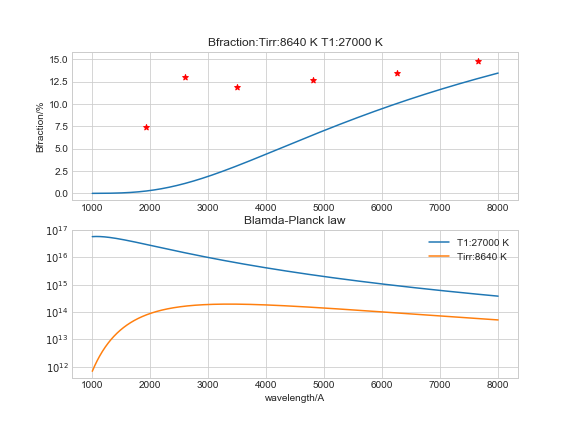 Bfraction:Tirr:8640 K T1:27000 K
Bfraction/%
15.0
12.5
10.0
7.5
5.0
2.5
0.0
1000 2000 3000 4000 5000 6000 7000 8000
Blamda-Planck law
T1:27000 K
Tirr:8640 K
10^17
10^16
10^15
10^14
10^13
10^12
1000 2000 3000 4000 5000 6000 7000 8000
wavelength/A